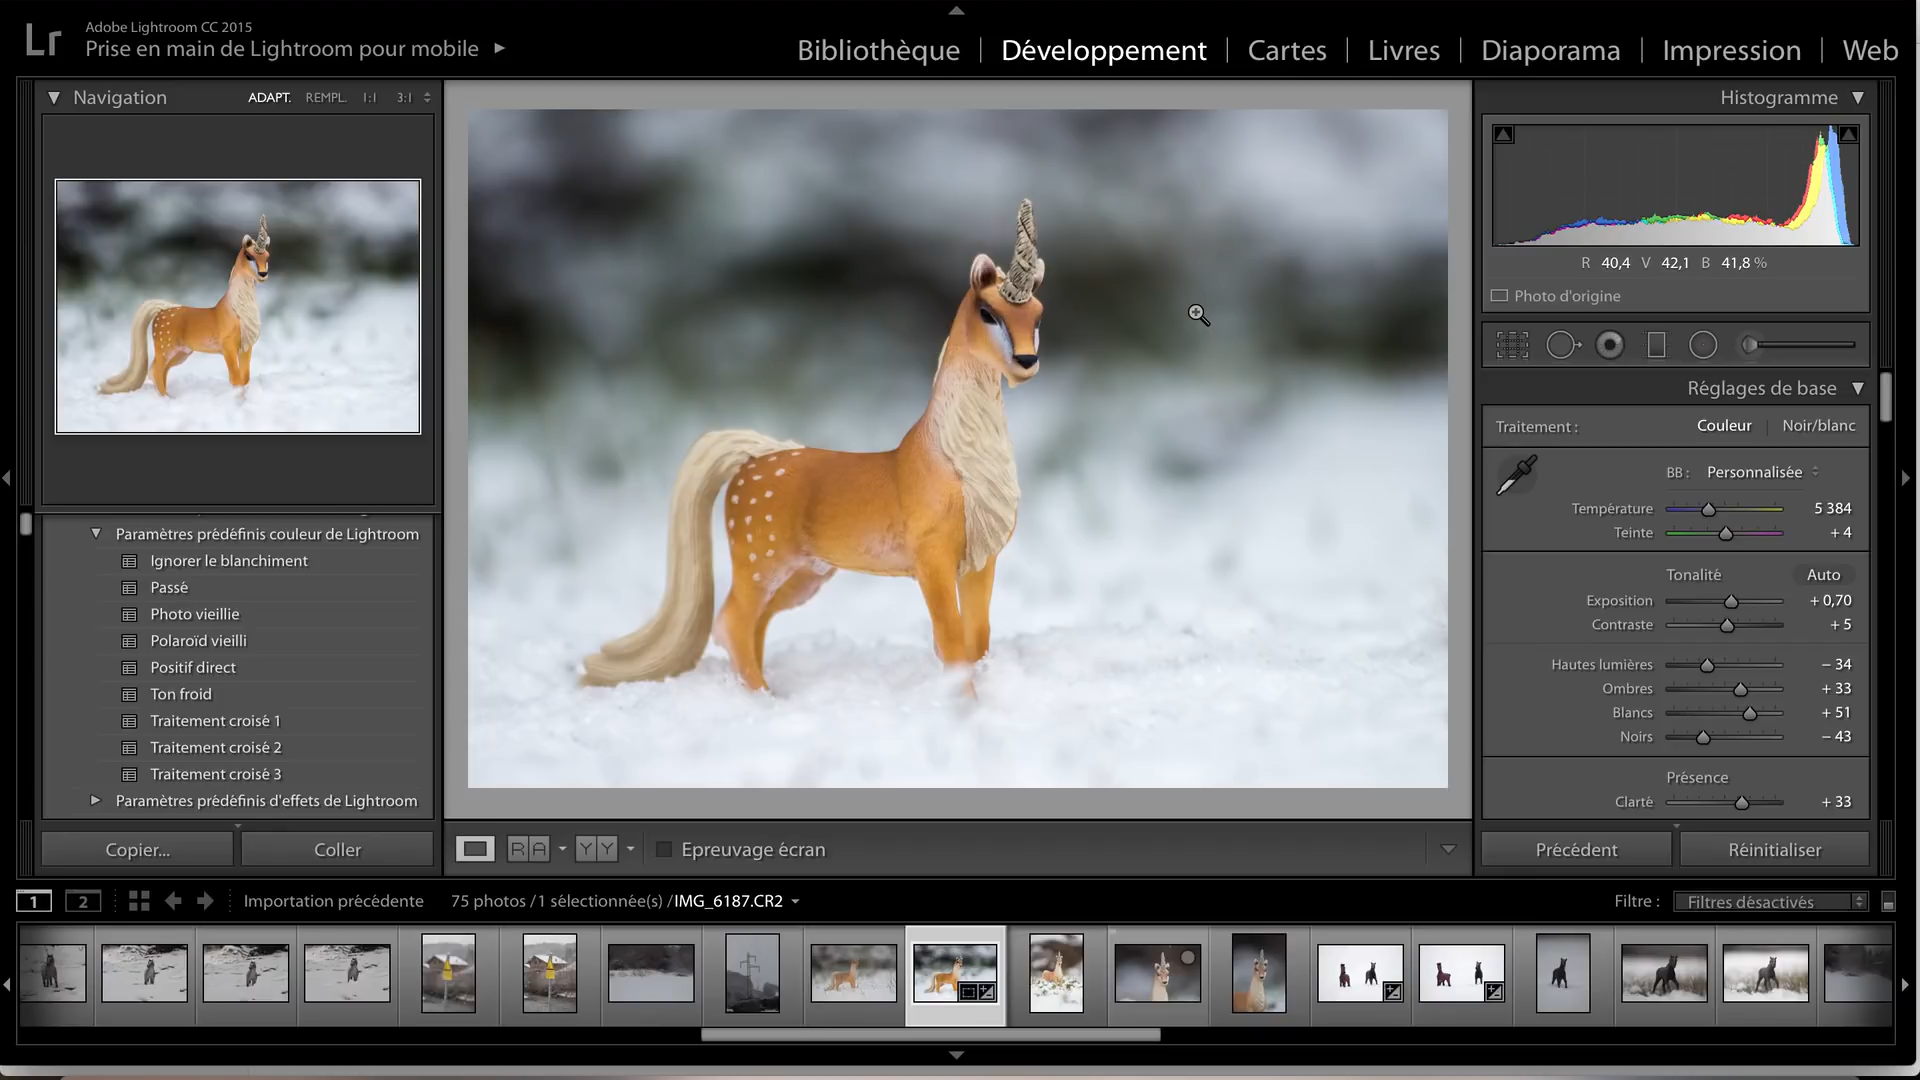 Lr
Adobe Lightroom CC 2015
Prise en main de Lightroom pour mobile
Bibliothèque | Développement | Cartes | Livres | Diaporama | Impression | Web
Navigation ADAPT. REMPL. 1:1 3:1
Histogramme
R 40,4 V 42,1 B 41,8 %
Photo d'origine
Réglages de base
Traitement : Couleur Noir/blanc
BB : Personnalisée
Température 5 384
Teinte + 4
Tonalité Auto
Exposition + 0,70
Contraste + 5
Hautes lumières – 34
Ombres + 33
Blancs + 51
Noirs – 43
Présence
Clarté + 33
Paramètres prédéfinis couleur de Lightroom
Ignorer le blanchiment
Passé
Photo vieillie
Polaroïd vieilli
Positif direct
Ton froid
Traitement croisé 1
Traitement croisé 2
Traitement croisé 3
Paramètres prédéfinis d'effets de Lightroom
Copier... Coller
R A Y Y Epreuvage écran
Précédent Réinitialiser
1 2 Importation précédente 75 photos /1 sélectionnée(s) /IMG_6187.CR2
Filtre : Filtres désactivés